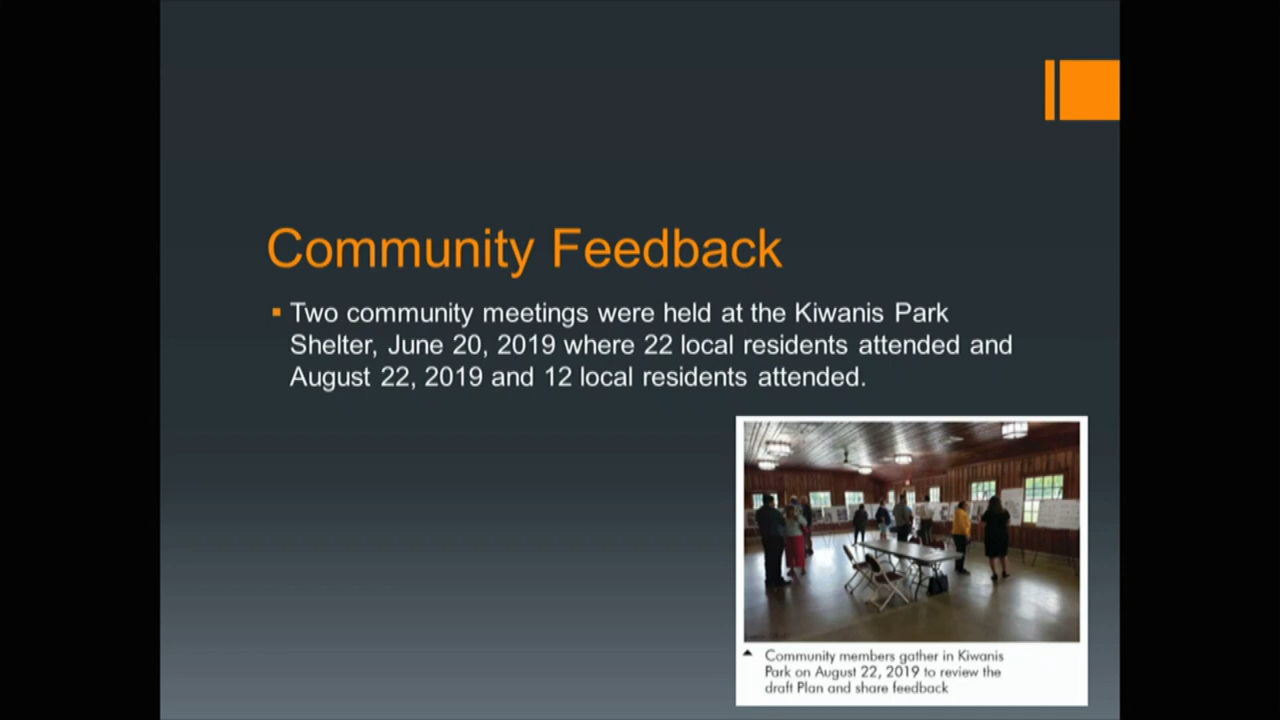 Community Feedback
Two community meetings were held at the Kiwanis Park
Shelter, June 20, 2019 where 22 local residents attended and
August 22, 2019 and 12 local residents attended.
Community members gather in Kiwanis
Park on August 22, 2019 to review the
draft Plan and share feedback